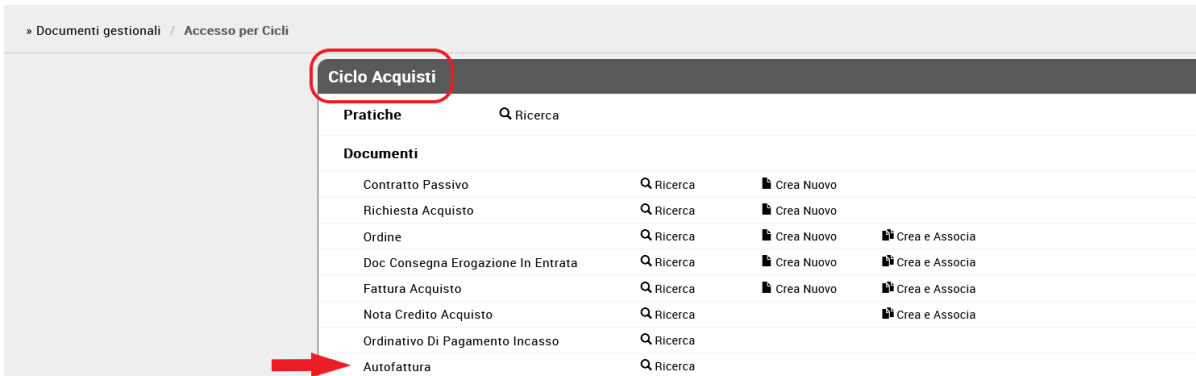 » Documenti gestionali / Accesso per Cicli
Ciclo Acquisti
Pratiche Ricerca
Documenti
Contratto Passivo Ricerca Crea Nuovo
Richiesta Acquisto Ricerca Crea Nuovo
Ordine Ricerca Crea Nuovo Crea e Associa
Doc Consegna Erogazione In Entrata Ricerca Crea Nuovo Crea e Associa
Fattura Acquisto Ricerca Crea Nuovo Crea e Associa
Nota Credito Acquisto Ricerca Crea e Associa
Ordinativo Di Pagamento Incasso Ricerca
Autofattura Ricerca